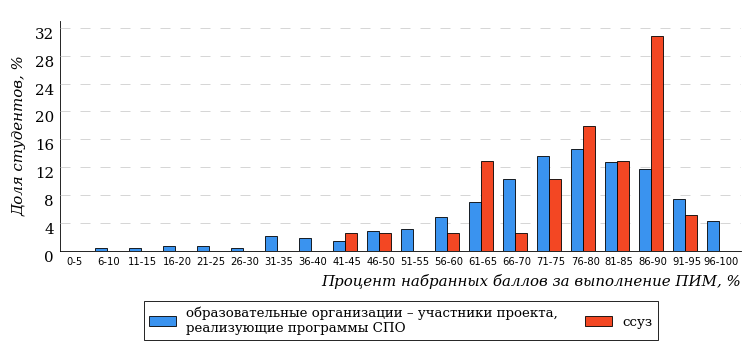 Доля студентов, %
32
28
24
20
16
12
8
4
0
0-5 6-10 11-15 16-20 21-25 26-30 31-35 36-40 41-45 46-50 51-55 56-60 61-65 66-70 71-75 76-80 81-85 86-90 91-95 96-100
Процент набранных баллов за выполнение ПИМ, %
образовательные организации – участники проекта,
реализующие программы СПО
ссуз